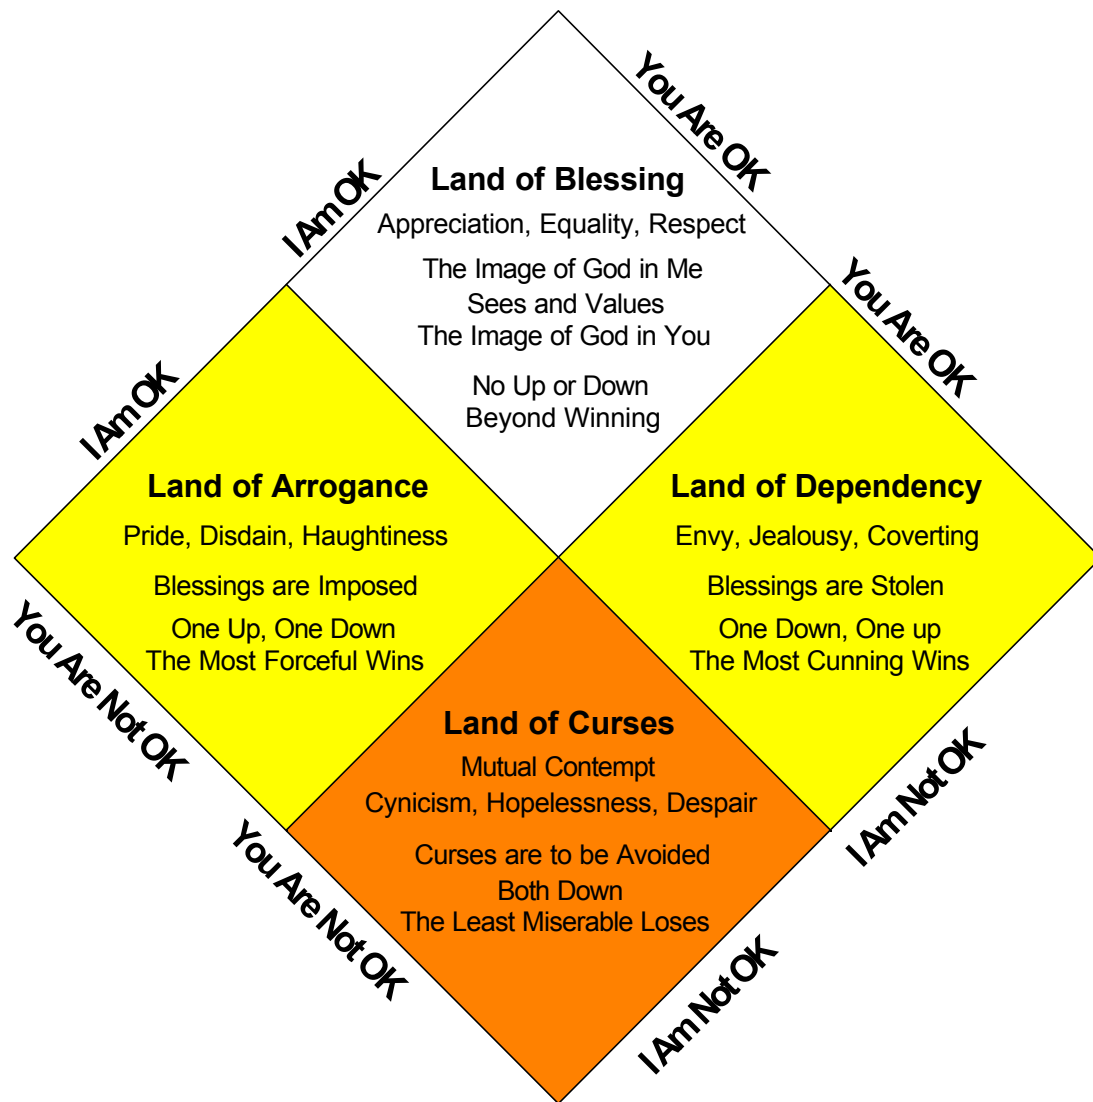 You Are OK
I Am OK
Land of Blessing
Appreciation, Equality, Respect
The Image of God in Me
Sees and Values
The Image of God in You
No Up or Down
Beyond Winning
You Are OK
I Am OK
Land of Arrogance
Pride, Disdain, Haughtiness
Blessings are Imposed
One Up, One Down
The Most Forceful Wins
Land of Dependency
Envy, Jealousy, Coverting
Blessings are Stolen
One Down, One up
The Most Cunning Wins
You Are Not OK
I Am Not OK
Land of Curses
Mutual Contempt
Cynicism, Hopelessness, Despair
Curses are to be Avoided
Both Down
The Least Miserable Loses
You Are Not OK
I Am Not OK